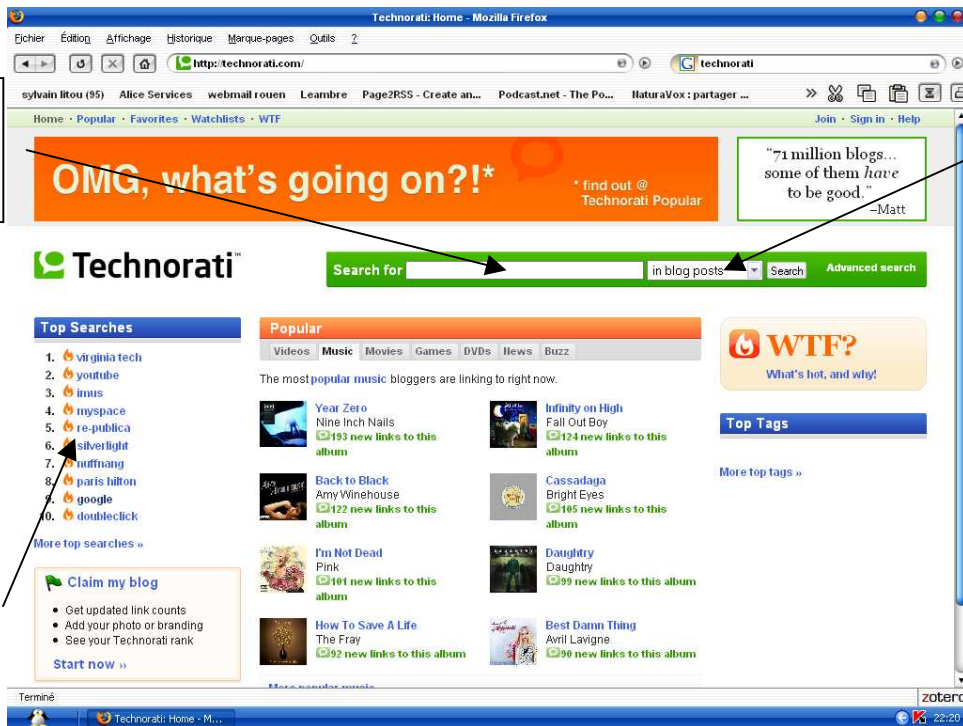 Technorati: Home - Mozilla Firefox
Eichier Édition Affichage Historique Marque-pages Outils ?
http://technorati.com/ technorati
sylvain litou (95) Alice Services webmail rouen Leambre Page2RSS - Create an... Podcast.net - The Po... NaturaVox : partager ... »
Home · Popular · Favorites · Watchlists · WTF Join · Sign in · Help
OMG, what's going on?!*
* find out @
Technorati Popular
"71 million blogs...
some of them have
to be good."
–Matt
Technorati™
Search for in blog posts Search Advanced search
Top Searches
1. virginia tech
2. youtube
3. imus
4. myspace
5. re-publica
6. silverlight
7. nuffnang
8. paris hilton
9. google
10. doubleclick
More top searches »
Claim my blog
• Get updated link counts
• Add your photo or branding
• See your Technorati rank
Start now »
Popular
Videos Music Movies Games DVDs News Buzz
The most popular music bloggers are linking to right now.
Year Zero
Nine Inch Nails
193 new links to this
album
Infinity on High
Fall Out Boy
124 new links to this
album
Back to Black
Amy Winehouse
122 new links to this
album
Cassadaga
Bright Eyes
105 new links to this
album
I'm Not Dead
Pink
101 new links to this
album
Daughtry
Daughtry
99 new links to this album
How To Save A Life
The Fray
92 new links to this album
Best Damn Thing
Avril Lavigne
90 new links to this album
More popular music
WTF?
What's hot, and why!
Top Tags
More top tags »
Terminé zotero
Technorati: Home - M... 22:20